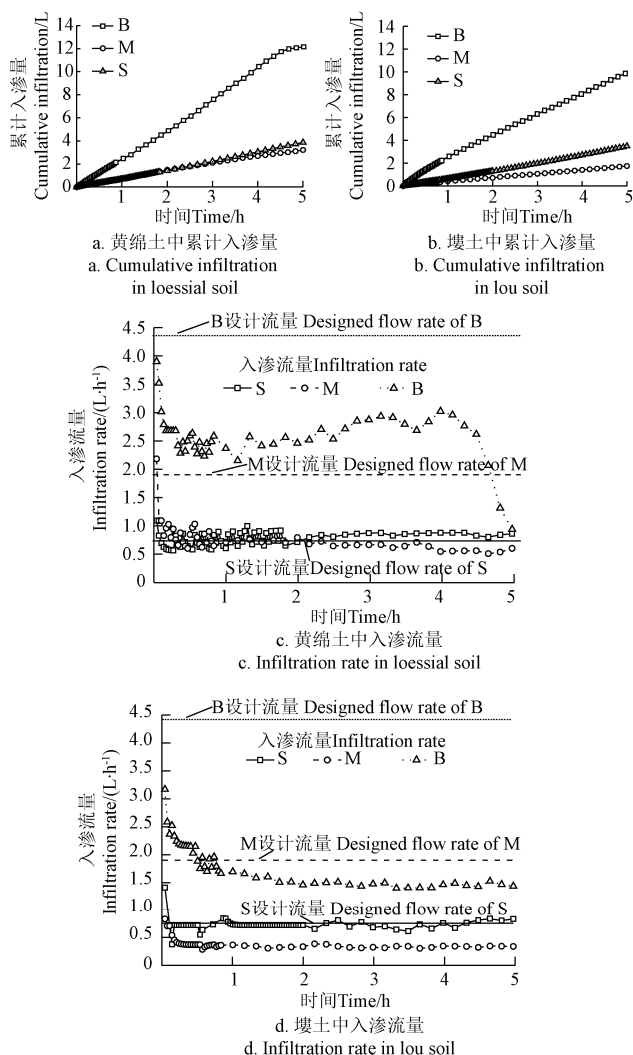 累计入渗量
Cumulative infiltration/L
14
12
10
8
6
4
2
0
B
M
S
1 2 3 4 5
时间Time/h
a. 黄绵土中累计入渗量
a. Cumulative infiltration
in loessial soil
累计入渗量
Cumulative infiltration/L
14
12
10
8
6
4
2
0
B
M
S
1 2 3 4 5
时间Time/h
b. 塿土中累计入渗量
b. Cumulative infiltration
in lou soil
入渗流量
Infiltration rate/(L·h⁻¹)
4.5
4.0
3.5
3.0
2.5
2.0
1.5
1.0
0.5
0
B设计流量 Designed flow rate of B
入渗流量Infiltration rate
S M B
M设计流量 Designed flow rate of M
S设计流量Designed flow rate of S
1 2 3 4 5
时间Time/h
c. 黄绵土中入渗流量
c. Infiltration rate in loessial soil
入渗流量
Infiltration rate/(L·h⁻¹)
4.5
4.0
3.5
3.0
2.5
2.0
1.5
1.0
0.5
0
B设计流量 Designed flow rate of B
入渗流量Infiltration rate
S M B
M设计流量 Designed flow rate of M
S设计流量 Designed flow rate of S
1 2 3 4 5
时间Time/h
d. 塿土中入渗流量
d. Infiltration rate in lou soil